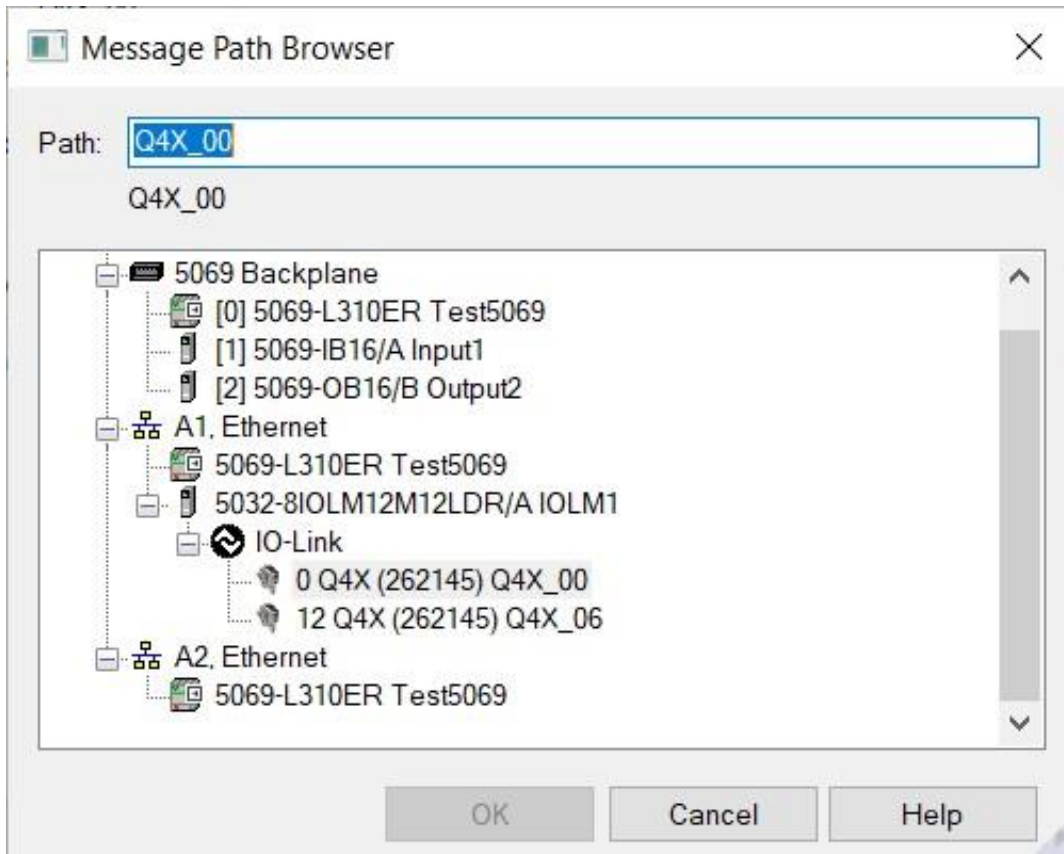 Message Path Browser
Path: Q4X_00
Q4X_00
5069 Backplane
[0] 5069-L310ER Test5069
[1] 5069-IB16/A Input1
[2] 5069-OB16/B Output2
A1, Ethernet
5069-L310ER Test5069
5032-8IOLM12M12LDR/A IOLM1
IO-Link
0 Q4X (262145) Q4X_00
12 Q4X (262145) Q4X_06
A2, Ethernet
5069-L310ER Test5069
OK Cancel Help